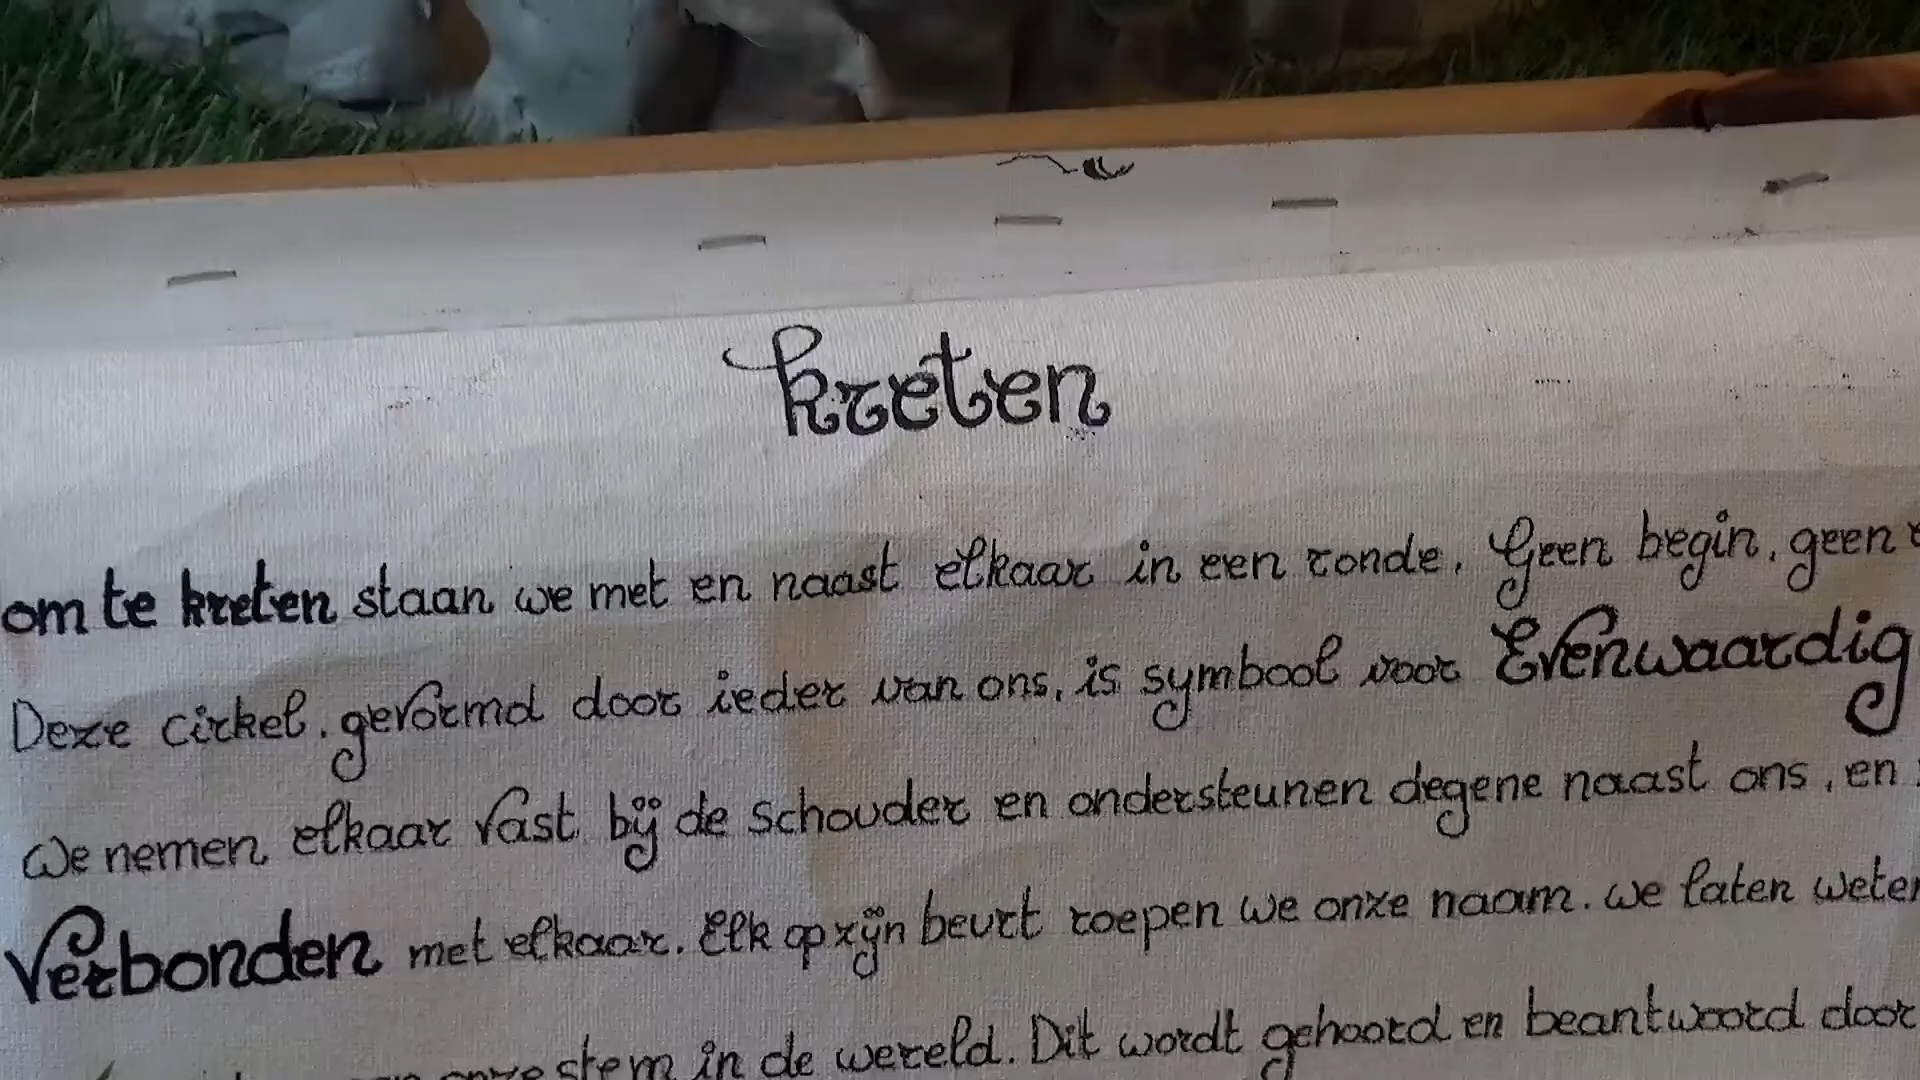 kreten
om te kreten staan we met en naast elkaar in een ronde. Geen begin, geen
Deze cirkel, gevormd door ieder van ons, is symbool voor Evenwaardig
We nemen elkaar vast bij de schouder en ondersteunen degene naast ons, en
Verbonden met elkaar. Elk op zijn beurt roepen we onze naam. we laten weten
onze stem in de wereld. Dit wordt gehoord en beantwoord door